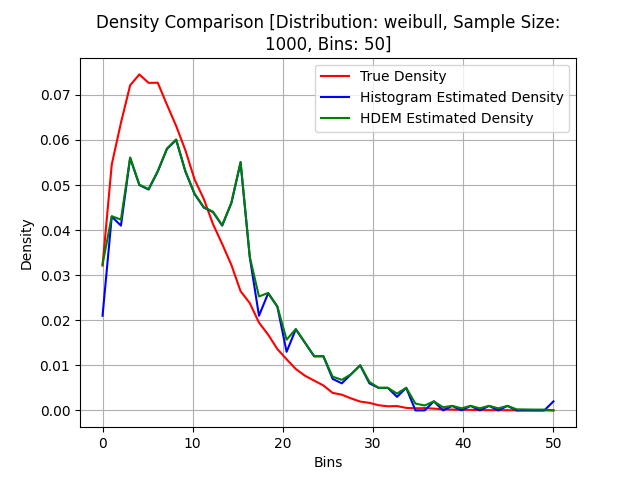 Density Comparison [Distribution: weibull, Sample Size:
1000, Bins: 50]
True Density
Histogram Estimated Density
HDEM Estimated Density
Density
0.07
0.06
0.05
0.04
0.03
0.02
0.01
0.00
0 10 20 30 40 50
Bins